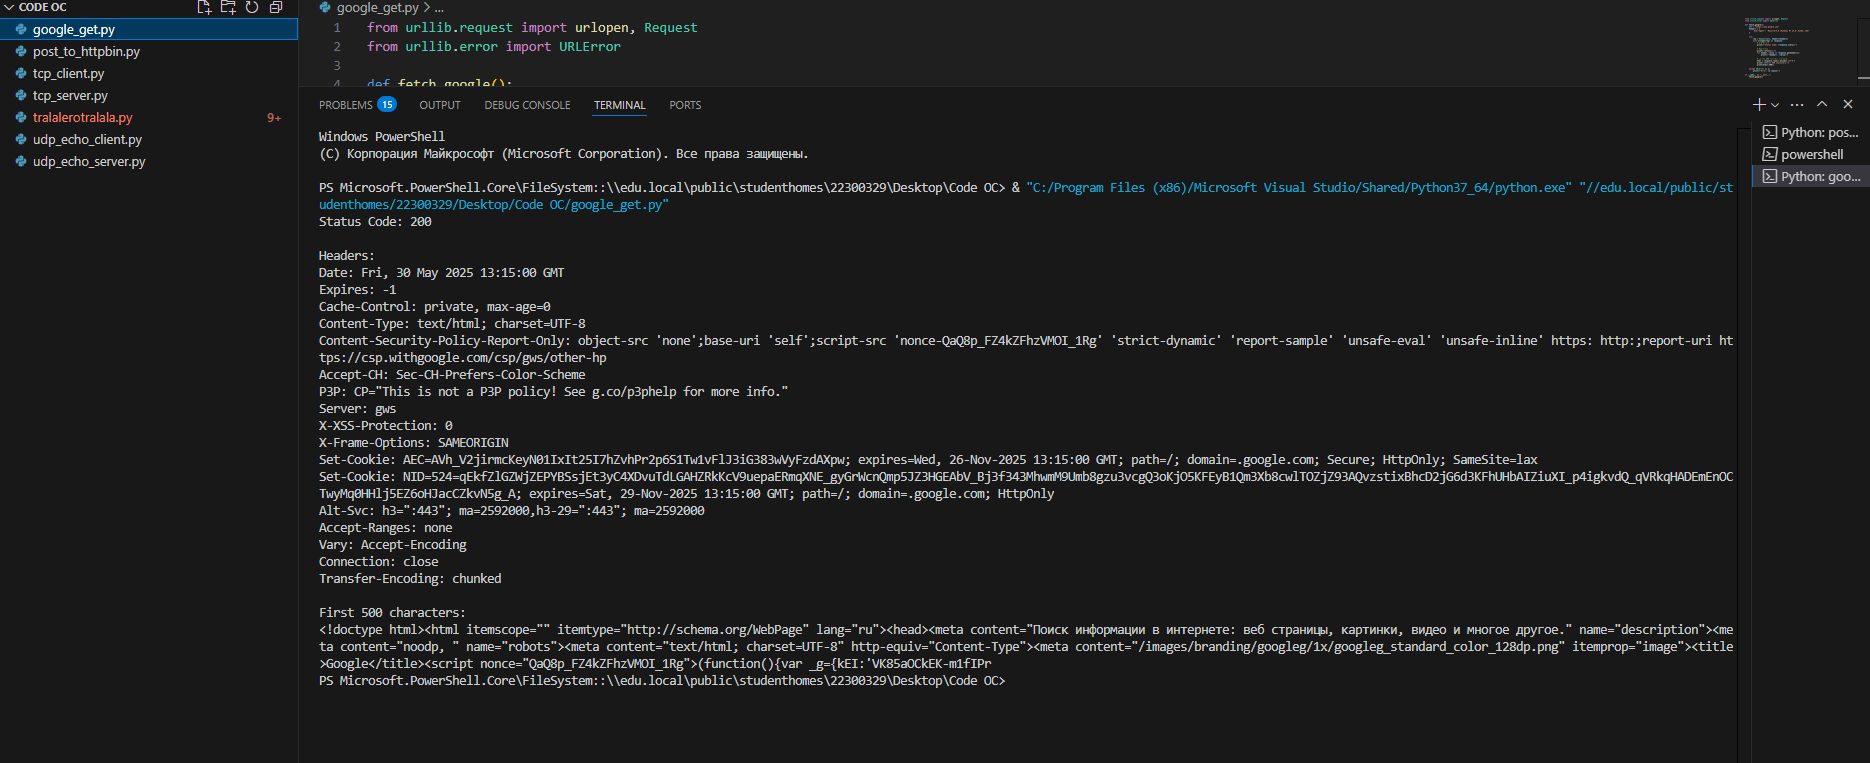 CODE OC
google_get.py
post_to_httpbin.py
tcp_client.py
tcp_server.py
tralalerotralala.py 9+
udp_echo_client.py
udp_echo_server.py
google_get.py > ...
1 from urllib.request import urlopen, Request
2 from urllib.error import URLError
3
4 def fetch_google():
PROBLEMS 15 OUTPUT DEBUG CONSOLE TERMINAL PORTS
Windows PowerShell
(C) Корпорация Майкрософт (Microsoft Corporation). Все права защищены.
PS Microsoft.PowerShell.Core\FileSystem::\\edu.local\public\studenthomes\22300329\Desktop\Code OC> & "C:/Program Files (x86)/Microsoft Visual Studio/Shared/Python37_64/python.exe" "//edu.local/public/st
udenthomes/22300329/Desktop/Code OC/google_get.py"
Status Code: 200
Headers:
Date: Fri, 30 May 2025 13:15:00 GMT
Expires: -1
Cache-Control: private, max-age=0
Content-Type: text/html; charset=UTF-8
Content-Security-Policy-Report-Only: object-src 'none';base-uri 'self';script-src 'nonce-QaQ8p_FZ4kZFhzVMOI_1Rg' 'strict-dynamic' 'report-sample' 'unsafe-eval' 'unsafe-inline' https: http:;report-uri ht
tps://csp.withgoogle.com/csp/gws/other-hp
Accept-CH: Sec-CH-Prefers-Color-Scheme
P3P: CP="This is not a P3P policy! See g.co/p3phelp for more info."
Server: gws
X-XSS-Protection: 0
X-Frame-Options: SAMEORIGIN
Set-Cookie: AEC=AVh_V2jirmcKeyN01IxIt25I7hZvhPr2p6S1Tw1vFlJ3iG383wVyFzdAXpw; expires=Wed, 26-Nov-2025 13:15:00 GMT; path=/; domain=.google.com; Secure; HttpOnly; SameSite=lax
Set-Cookie: NID=524=qEkfZlGZWjZEPYBSsjEt3yC4XDvuTdLGAHZRkKcV9uepaERmqXNE_gyGrWcnQmp5JZ3HGEAbV_Bj3f343MhwmM9Umb8gzu3vcgQ3oKjO5KFEyB1Qm3Xb8cwlTOZjZ93AQvzstixBhcD2jG6d3KFhUHbAIZiuXI_p4igkvdQ_qVRkqHADEmEnOC
TwyMq0HHlj5EZ6oHJacCZkvN5g_A; expires=Sat, 29-Nov-2025 13:15:00 GMT; path=/; domain=.google.com; HttpOnly
Alt-Svc: h3=":443"; ma=2592000,h3-29=":443"; ma=2592000
Accept-Ranges: none
Vary: Accept-Encoding
Connection: close
Transfer-Encoding: chunked
First 500 characters:
<!doctype html><html itemscope="" itemtype="http://schema.org/WebPage" lang="ru"><head><meta content="Поиск информации в интернете: веб страницы, картинки, видео и многое другое." name="description"><me
ta content="noodp, " name="robots"><meta content="text/html; charset=UTF-8" http-equiv="Content-Type"><meta content="/images/branding/googleg/1x/googleg_standard_color_128dp.png" itemprop="image"><title
>Google</title><script nonce="QaQ8p_FZ4kZFhzVMOI_1Rg">(function(){var _g={kEI:'VK85aOCkEK-m1fIPr
PS Microsoft.PowerShell.Core\FileSystem::\\edu.local\public\studenthomes\22300329\Desktop\Code OC>
Python: pos...
powershell
Python: goo...